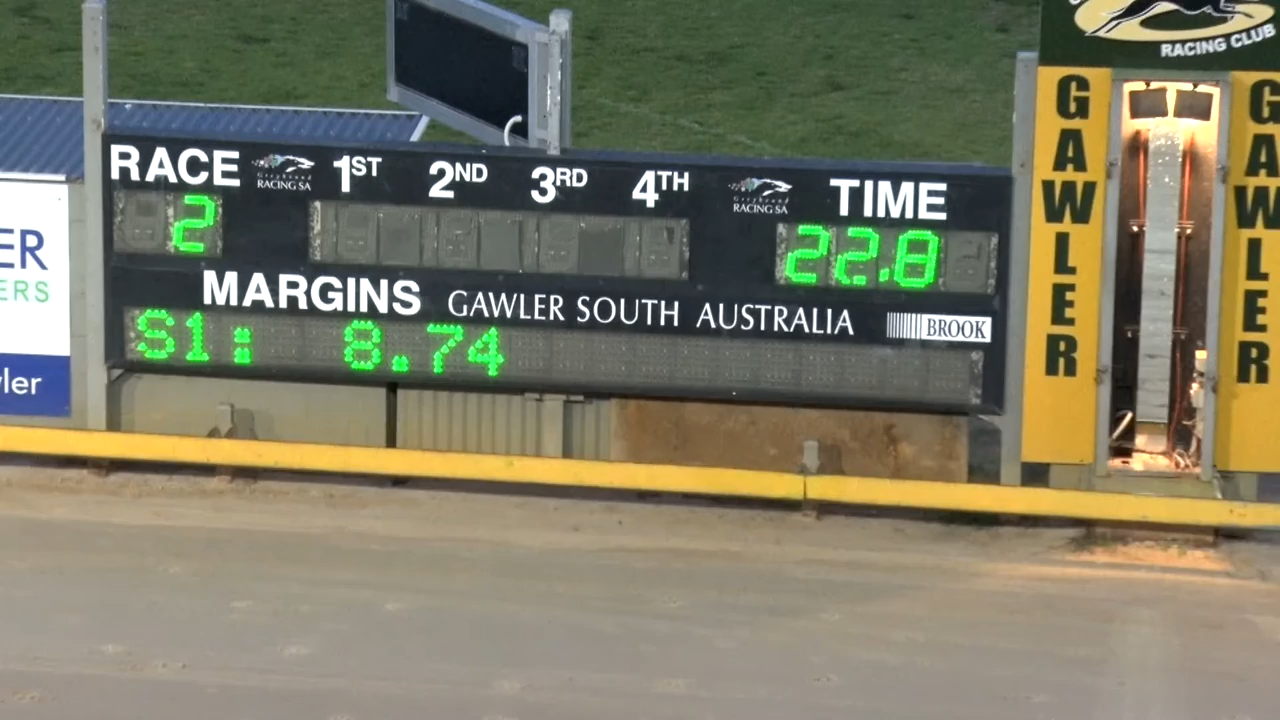 RACING CLUB
RACE
Greyhound
RACING SA
1ST 2ND 3RD 4TH
Greyhound
RACING SA
TIME
2
22.8
MARGINS
GAWLER SOUTH AUSTRALIA
BROOK
S1: 8.74
GAWLER
GAWLER
ER
ERS
ler